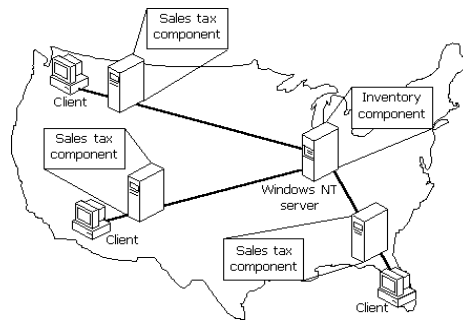 Sales tax
component
Client
Inventory
component
Sales tax
component
Windows NT
server
Client
Sales tax
component
Client